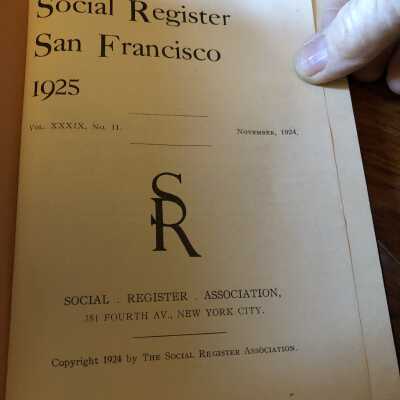 Social Register
San Francisco
1925
Vol. XXXIX, No. 11.
November, 1924.
SR
SOCIAL . REGISTER . ASSOCIATION,
381 FOURTH AV., NEW YORK CITY.
Copyright 1924 by The Social Register Association.